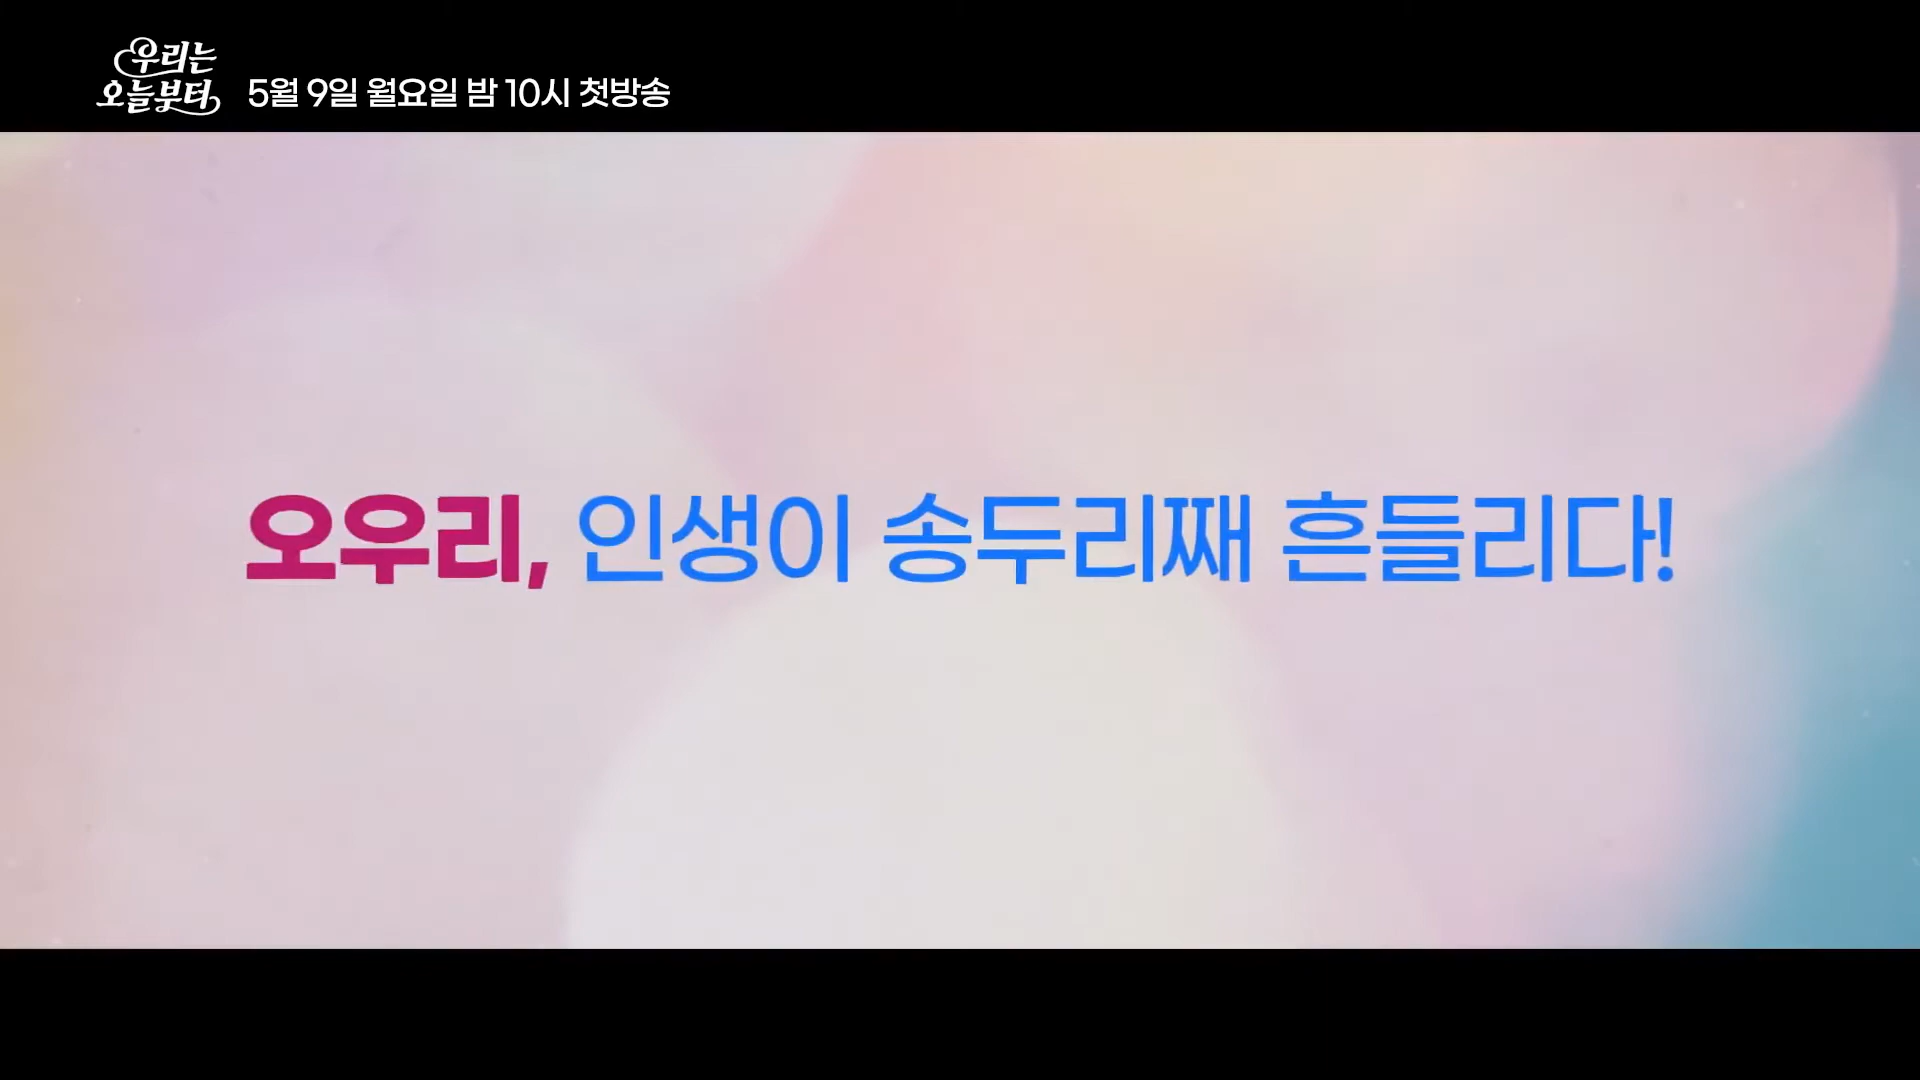 우리는
오늘부터
5월 9일 월요일 밤 10시 첫방송
오우리, 인생이 송두리째 흔들리다!